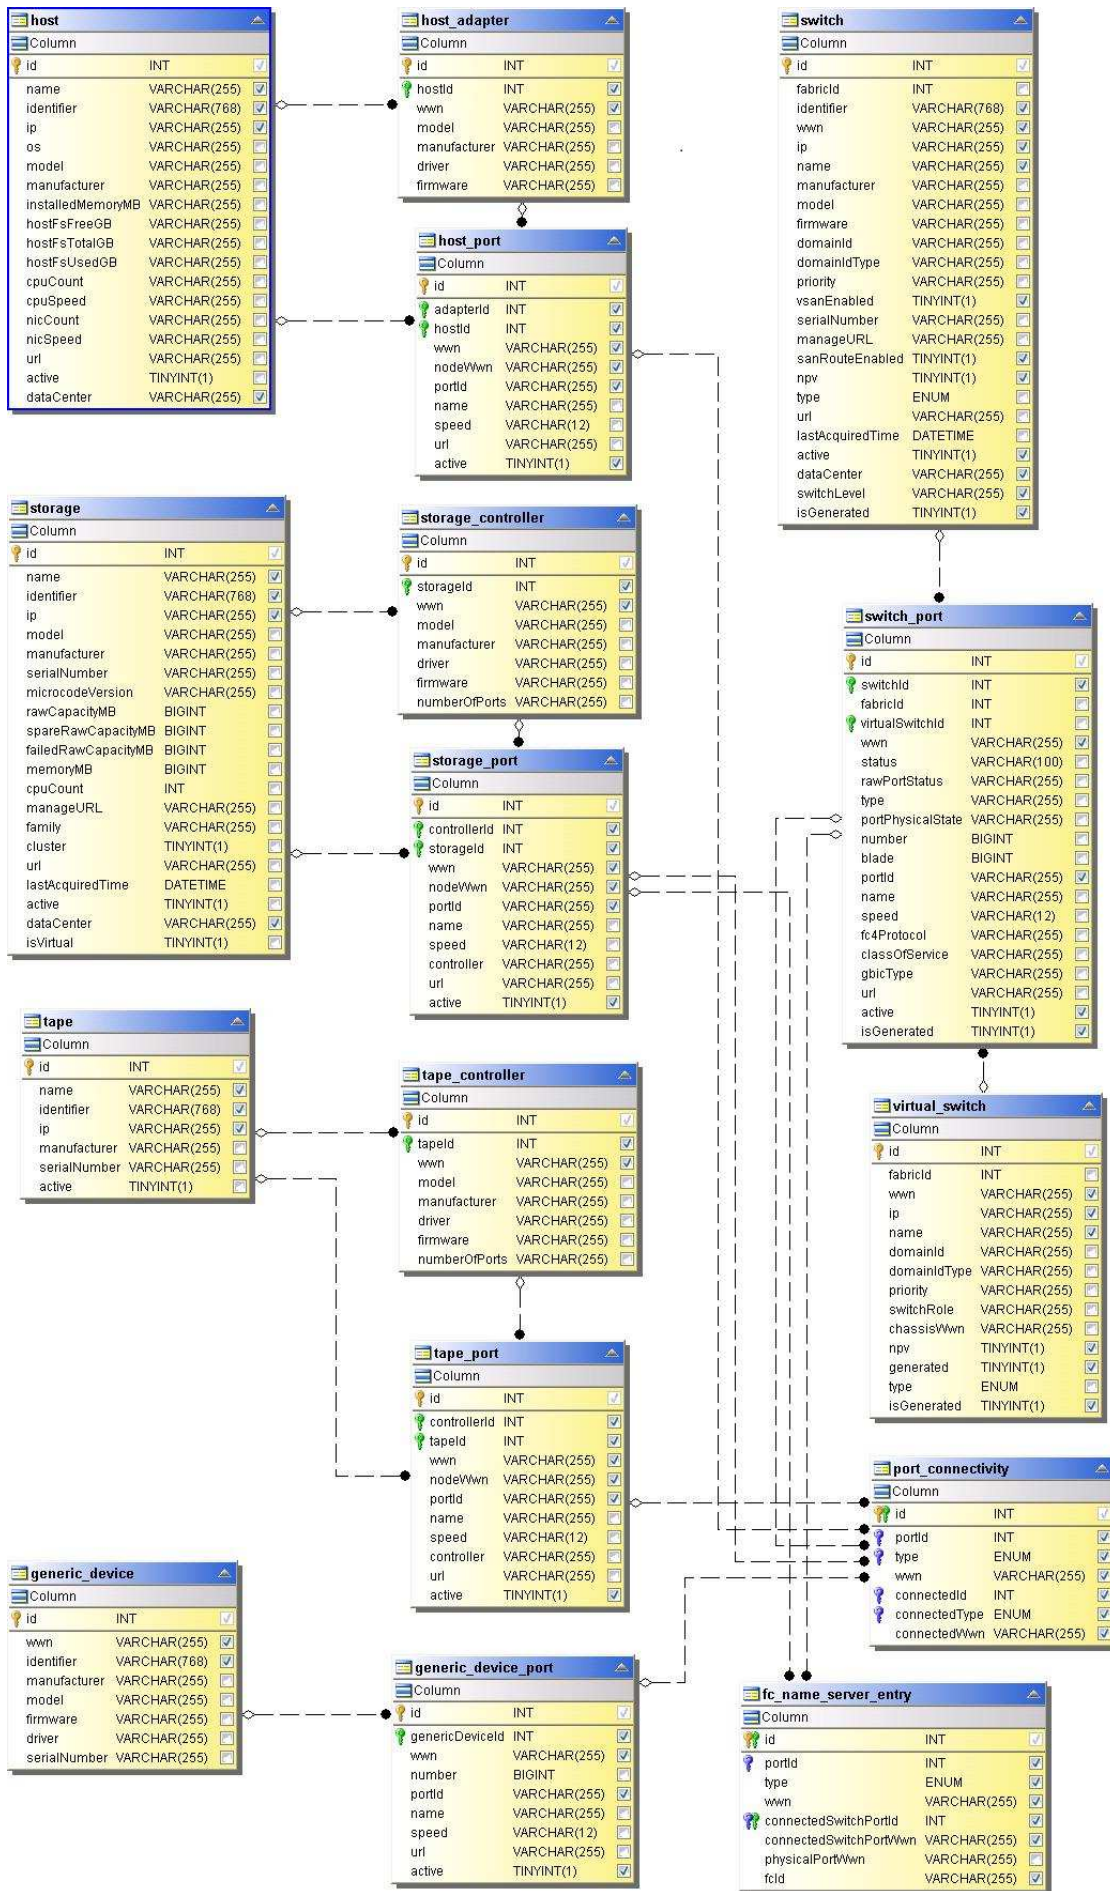 host
Column
id INT
name VARCHAR(255)
identifier VARCHAR(768)
ip VARCHAR(255)
os VARCHAR(255)
model VARCHAR(255)
manufacturer VARCHAR(255)
installedMemoryMB VARCHAR(255)
hostFsFreeGB VARCHAR(255)
hostFsTotalGB VARCHAR(255)
hostFsUsedGB VARCHAR(255)
cpuCount VARCHAR(255)
cpuSpeed VARCHAR(255)
nicCount VARCHAR(255)
nicSpeed VARCHAR(255)
url VARCHAR(255)
active TINYINT(1)
dataCenter VARCHAR(255)
host_adapter
Column
id INT
hostId INT
wwn VARCHAR(255)
model VARCHAR(255)
manufacturer VARCHAR(255)
driver VARCHAR(255)
firmware VARCHAR(255)
host_port
Column
id INT
adapterId INT
hostId INT
wwn VARCHAR(255)
nodeWwn VARCHAR(255)
portId VARCHAR(255)
name VARCHAR(255)
speed VARCHAR(12)
url VARCHAR(255)
active TINYINT(1)
switch
Column
id INT
fabricId INT
identifier VARCHAR(768)
wwn VARCHAR(255)
ip VARCHAR(255)
name VARCHAR(255)
manufacturer VARCHAR(255)
model VARCHAR(255)
firmware VARCHAR(255)
domainId VARCHAR(255)
domainIdType VARCHAR(255)
priority VARCHAR(255)
vsanEnabled TINYINT(1)
serialNumber VARCHAR(255)
manageURL VARCHAR(255)
sanRouteEnabled TINYINT(1)
npv TINYINT(1)
type ENUM
url VARCHAR(255)
lastAcquiredTime DATETIME
active TINYINT(1)
dataCenter VARCHAR(255)
switchLevel VARCHAR(255)
isGenerated TINYINT(1)
storage
Column
id INT
name VARCHAR(255)
identifier VARCHAR(768)
ip VARCHAR(255)
model VARCHAR(255)
manufacturer VARCHAR(255)
serialNumber VARCHAR(255)
microcodeVersion VARCHAR(255)
rawCapacityMB BIGINT
spareRawCapacityMB BIGINT
failedRawCapacityMB BIGINT
memoryMB BIGINT
cpuCount INT
manageURL VARCHAR(255)
family VARCHAR(255)
cluster TINYINT(1)
url VARCHAR(255)
lastAcquiredTime DATETIME
active TINYINT(1)
dataCenter VARCHAR(255)
isVirtual TINYINT(1)
storage_controller
Column
id INT
storageId INT
wwn VARCHAR(255)
model VARCHAR(255)
manufacturer VARCHAR(255)
driver VARCHAR(255)
firmware VARCHAR(255)
numberOfPorts VARCHAR(255)
storage_port
Column
id INT
controllerId INT
storageId INT
wwn VARCHAR(255)
nodeWwn VARCHAR(255)
portId VARCHAR(255)
name VARCHAR(255)
speed VARCHAR(12)
controller VARCHAR(255)
url VARCHAR(255)
active TINYINT(1)
switch_port
Column
id INT
switchId INT
fabricId INT
virtualSwitchId INT
wwn VARCHAR(255)
status VARCHAR(100)
rawPortStatus VARCHAR(255)
type VARCHAR(255)
portPhysicalState VARCHAR(255)
number BIGINT
blade BIGINT
portId VARCHAR(255)
name VARCHAR(255)
speed VARCHAR(12)
fc4Protocol VARCHAR(255)
classOfService VARCHAR(255)
gbicType VARCHAR(255)
url VARCHAR(255)
active TINYINT(1)
isGenerated TINYINT(1)
tape
Column
id INT
name VARCHAR(255)
identifier VARCHAR(768)
ip VARCHAR(255)
manufacturer VARCHAR(255)
serialNumber VARCHAR(255)
active TINYINT(1)
tape_controller
Column
id INT
tapeId INT
wwn VARCHAR(255)
model VARCHAR(255)
manufacturer VARCHAR(255)
driver VARCHAR(255)
firmware VARCHAR(255)
numberOfPorts VARCHAR(255)
virtual_switch
Column
id INT
fabricId INT
wwn VARCHAR(255)
ip VARCHAR(255)
name VARCHAR(255)
domainId VARCHAR(255)
domainIdType VARCHAR(255)
priority VARCHAR(255)
switchRole VARCHAR(255)
chassisWwn VARCHAR(255)
npv TINYINT(1)
generated TINYINT(1)
type ENUM
isGenerated TINYINT(1)
tape_port
Column
id INT
controllerId INT
tapeId INT
wwn VARCHAR(255)
nodeWwn VARCHAR(255)
portId VARCHAR(255)
name VARCHAR(255)
speed VARCHAR(12)
controller VARCHAR(255)
url VARCHAR(255)
active TINYINT(1)
port_connectivity
Column
id INT
portId INT
type ENUM
wwn VARCHAR(255)
connectedId INT
connectedType ENUM
connectedWwn VARCHAR(255)
generic_device
Column
id INT
wwn VARCHAR(255)
identifier VARCHAR(768)
manufacturer VARCHAR(255)
model VARCHAR(255)
firmware VARCHAR(255)
driver VARCHAR(255)
serialNumber VARCHAR(255)
generic_device_port
Column
id INT
genericDeviceId INT
wwn VARCHAR(255)
number BIGINT
portId VARCHAR(255)
name VARCHAR(255)
speed VARCHAR(12)
url VARCHAR(255)
active TINYINT(1)
fc_name_server_entry
Column
id INT
portId INT
type ENUM
wwn VARCHAR(255)
connectedSwitchPortId INT
connectedSwitchPortWwn VARCHAR(255)
physicalPortWwn VARCHAR(255)
fcId VARCHAR(255)